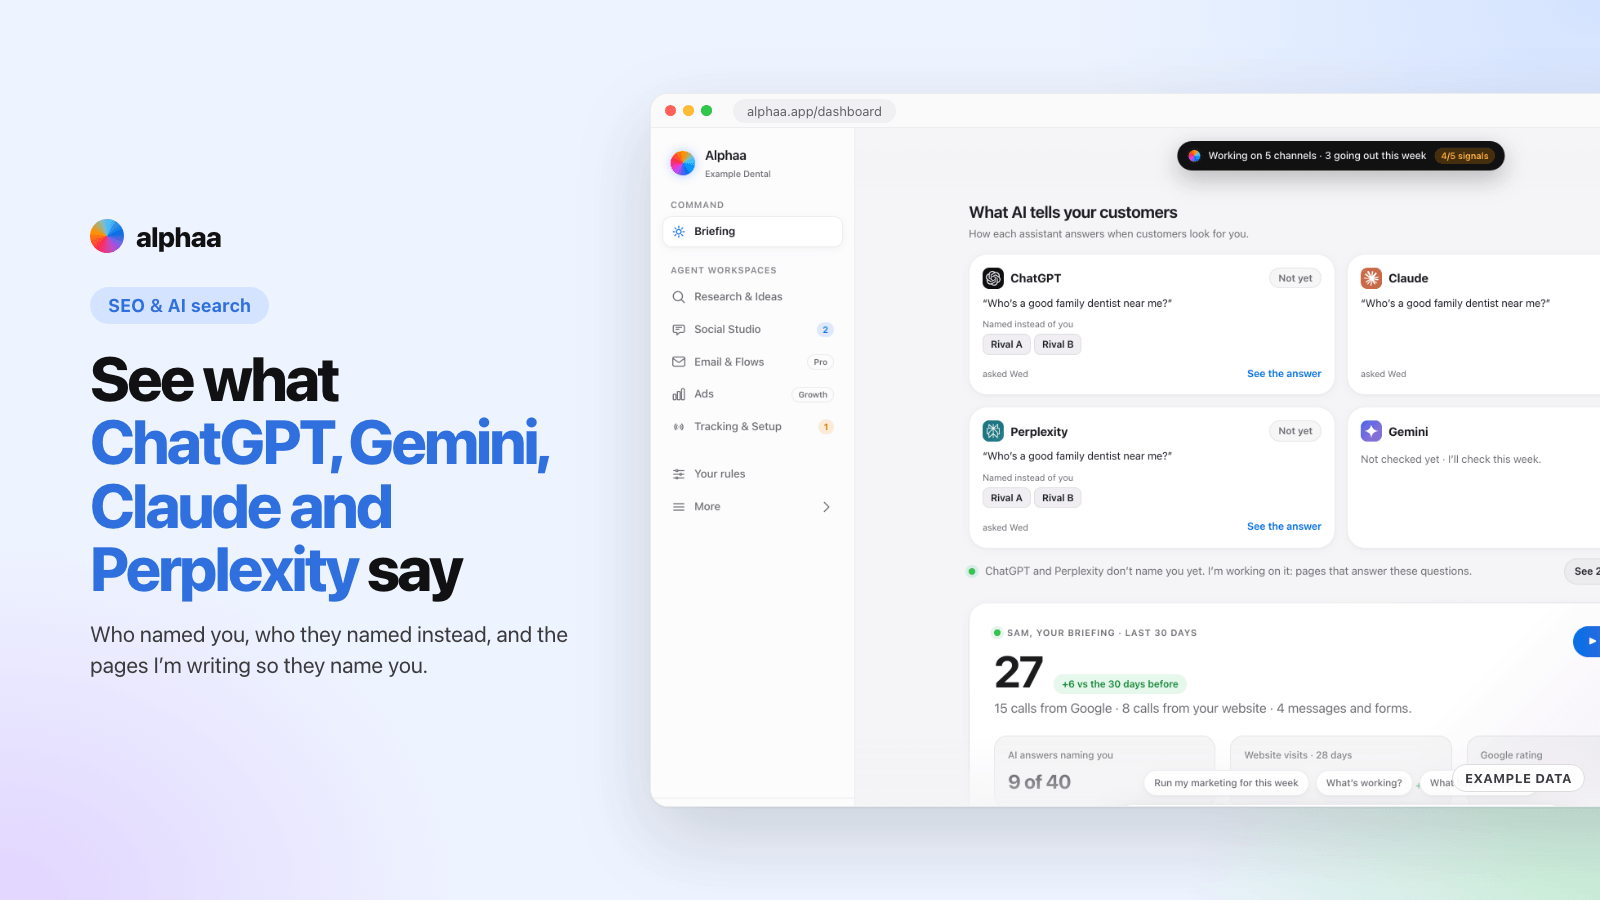 alphaa
SEO & AI search
See what
ChatGPT, Gemini,
Claude and
Perplexity say
Who named you, who they named instead, and the
pages I’m writing so they name you.
alphaa.app/dashboard
Alphaa
Example Dental
COMMAND
Briefing
AGENT WORKSPACES
Research & Ideas
Social Studio 2
Email & Flows Pro
Ads Growth
Tracking & Setup 1
Your rules
More
Working on 5 channels · 3 going out this week 4/5 signals
What AI tells your customers
How each assistant answers when customers look for you.
ChatGPT Not yet
“Who’s a good family dentist near me?”
Named instead of you
Rival A Rival B
asked Wed See the answer
Claude
“Who’s a good family dentist near me?”
asked Wed
Perplexity Not yet
“Who’s a good family dentist near me?”
Named instead of you
Rival A Rival B
asked Wed See the answer
Gemini
Not checked yet · I’ll check this week.
ChatGPT and Perplexity don’t name you yet. I’m working on it: pages that answer these questions.
See 2
SAM, YOUR BRIEFING · LAST 30 DAYS
27 +6 vs the 30 days before
15 calls from Google · 8 calls from your website · 4 messages and forms.
AI answers naming you
9 of 40
Website visits · 28 days
Google rating
Run my marketing for this week
What’s working?
What
EXAMPLE DATA